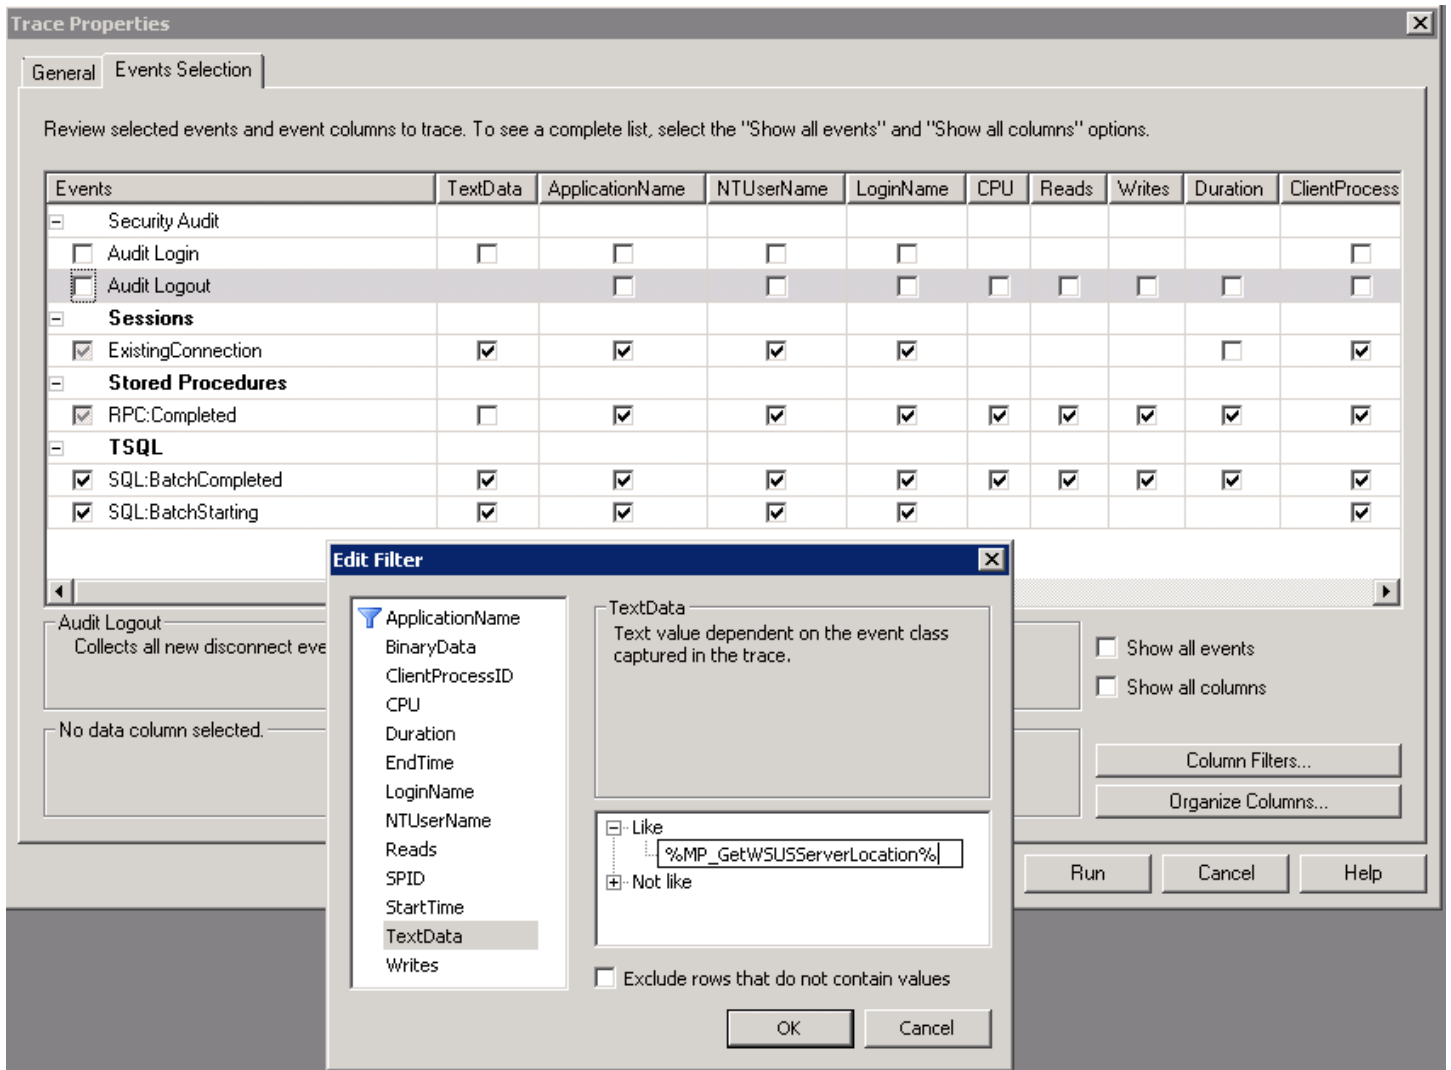 Trace Properties
General
Events Selection
Review selected events and event columns to trace. To see a complete list, select the "Show all events" and "Show all columns" options.
Events TextData ApplicationName NTUserName LoginName CPU Reads Writes Duration ClientProcess
Security Audit
Audit Login
Audit Logout
Sessions
ExistingConnection
Stored Procedures
RPC:Completed
TSQL
SQL:BatchCompleted
SQL:BatchStarting
Audit Logout
Collects all new disconnect eve
No data column selected.
Show all events
Show all columns
Column Filters...
Organize Columns...
Run Cancel Help
Edit Filter
ApplicationName
BinaryData
ClientProcessID
CPU
Duration
EndTime
LoginName
NTUserName
Reads
SPID
StartTime
TextData
Writes
TextData
Text value dependent on the event class
captured in the trace.
Like
%MP_GetWSUSServerLocation%
Not like
Exclude rows that do not contain values
OK Cancel